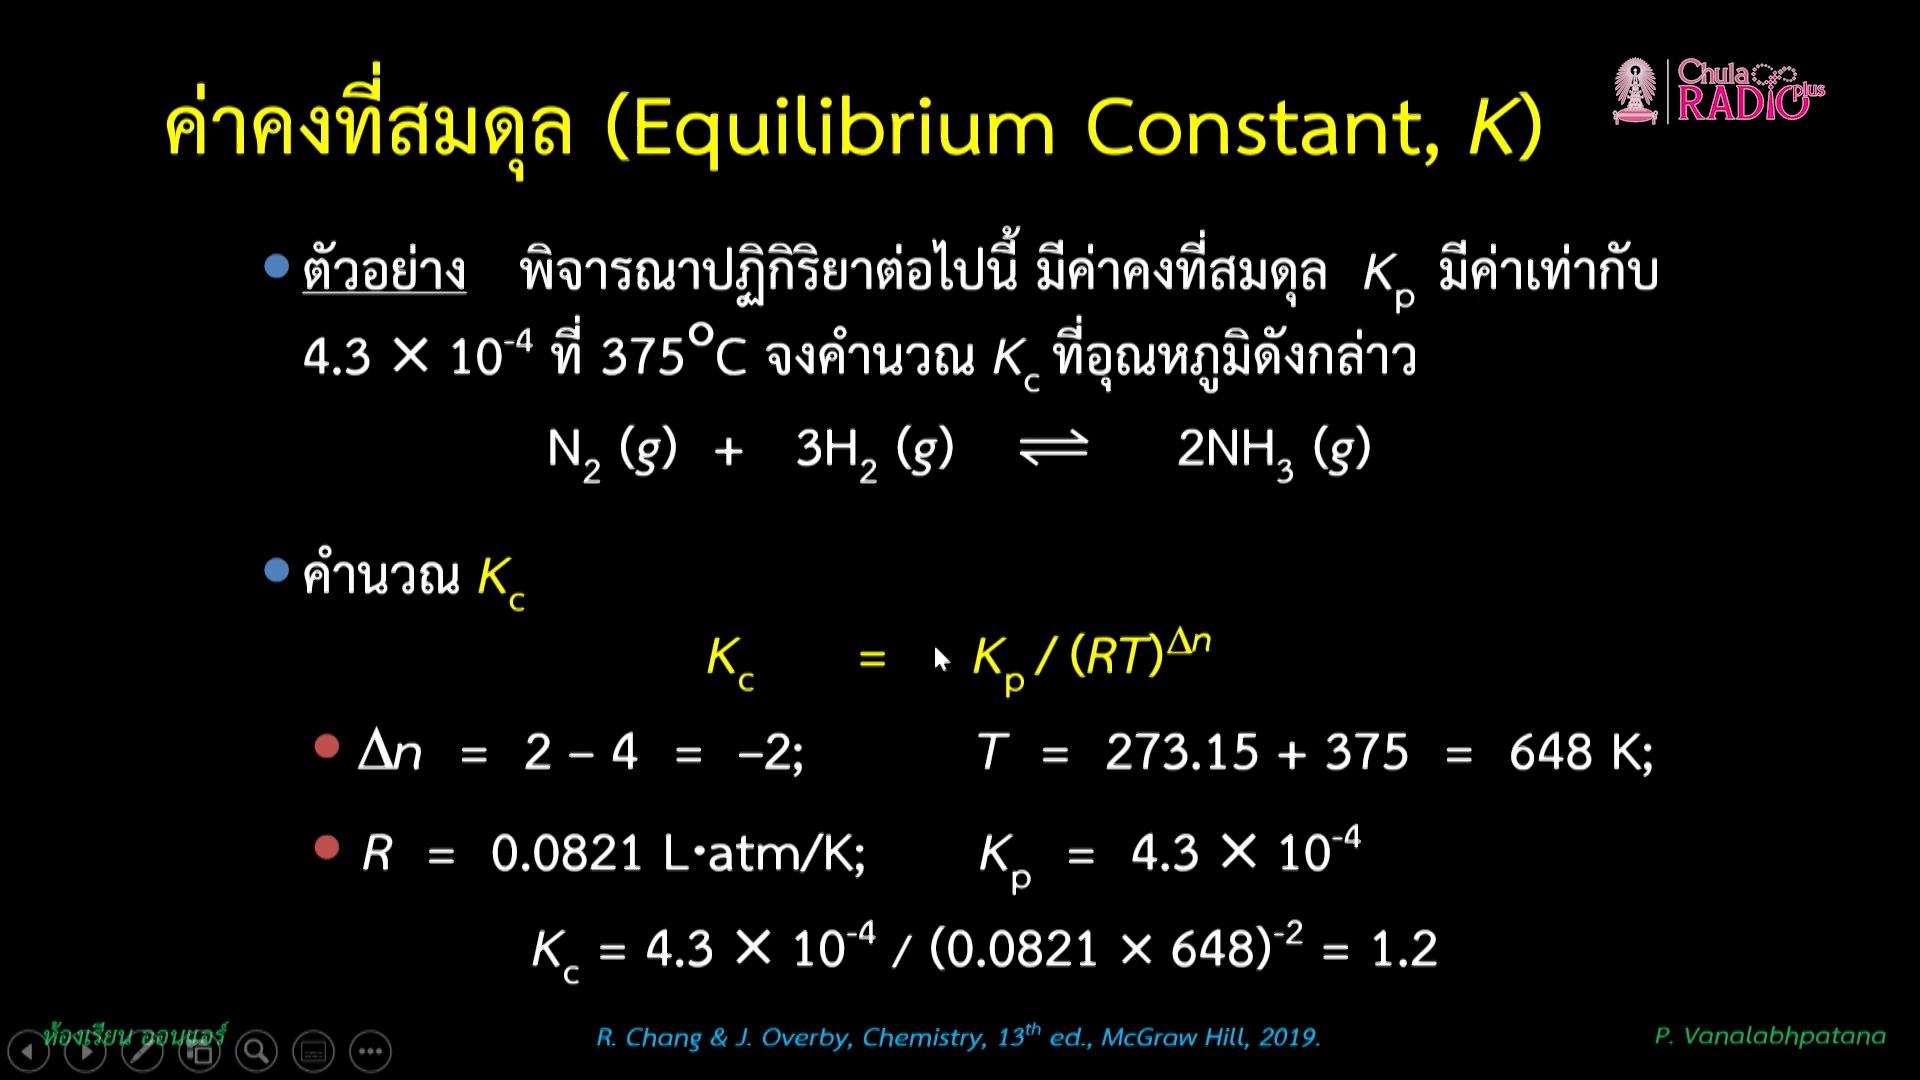 Chula
RADIO plus
ค่าคงที่สมดุล (Equilibrium Constant, K)
ตัวอย่าง พิจารณาปฏิกิริยาต่อไปนี้ มีค่าคงที่สมดุล Kp มีค่าเท่ากับ
4.3 × 10⁻⁴ ที่ 375°C จงคำนวณ Kc ที่อุณหภูมิดังกล่าว
N₂ (g) + 3H₂ (g) ⇌ 2NH₃ (g)
คำนวณ Kc
Kc = Kp / (RT)^Δn
Δn = 2 – 4 = –2; T = 273.15 + 375 = 648 K;
R = 0.0821 L·atm/K; Kp = 4.3 × 10⁻⁴
Kc = 4.3 × 10⁻⁴ / (0.0821 × 648)⁻² = 1.2
ห้องเรียน ออนแอร์ R. Chang & J. Overby, Chemistry, 13th ed., McGraw Hill, 2019. P. Vanalabhpatana